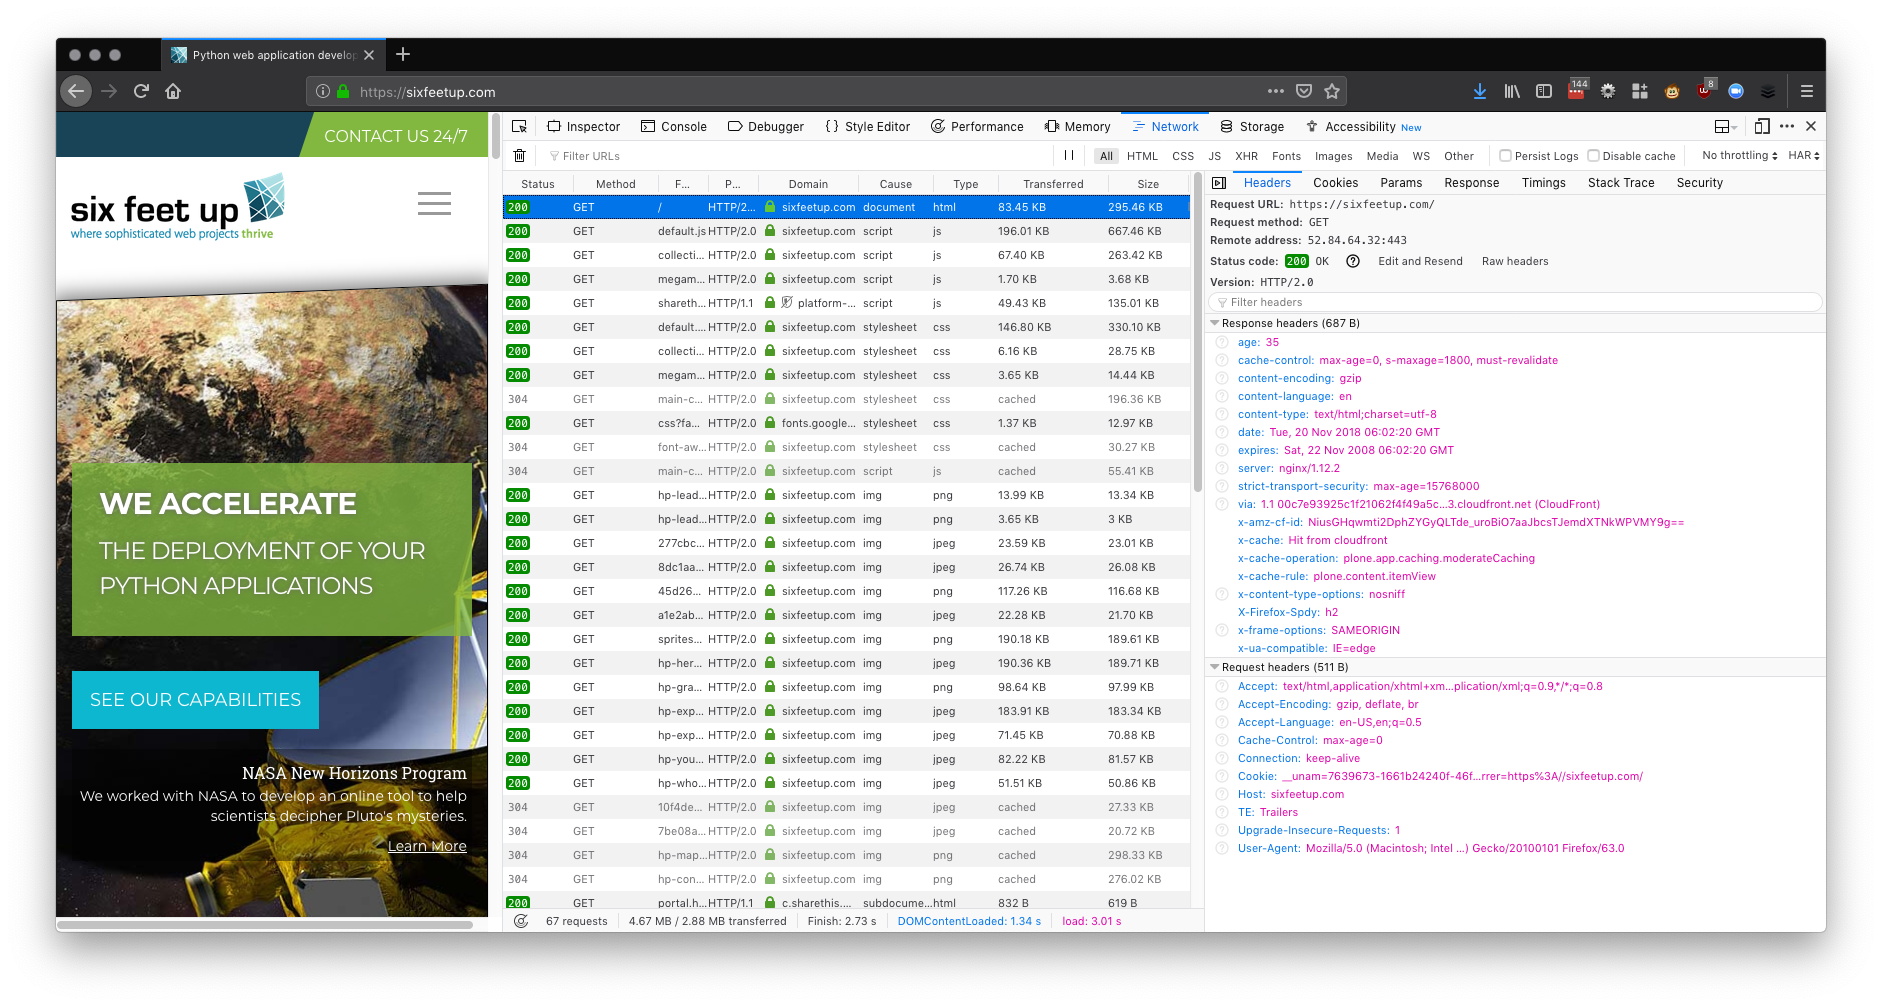 Python web application develop
https://sixfeetup.com
144
8
CONTACT US 24/7
six feet up
where sophisticated web projects thrive
WE ACCELERATE
THE DEPLOYMENT OF YOUR
PYTHON APPLICATIONS
SEE OUR CAPABILITIES
NASA New Horizons Program
We worked with NASA to develop an online tool to help
scientists decipher Pluto's mysteries.
Learn More
Inspector Console Debugger {} Style Editor Performance Memory Network Storage Accessibility New
Filter URLs All HTML CSS JS XHR Fonts Images Media WS Other Persist Logs Disable cache No throttling HAR
Status Method F... P... Domain Cause Type Transferred Size
200 GET / HTTP/2... sixfeetup.com document html 83.45 KB 295.46 KB
200 GET default.js HTTP/2.0 sixfeetup.com script js 196.01 KB 667.46 KB
200 GET collecti... HTTP/2.0 sixfeetup.com script js 67.40 KB 263.42 KB
200 GET megam... HTTP/2.0 sixfeetup.com script js 1.70 KB 3.68 KB
200 GET shareth... HTTP/1.1 platform-... script js 49.43 KB 135.01 KB
200 GET default.... HTTP/2.0 sixfeetup.com stylesheet css 146.80 KB 330.10 KB
200 GET collecti... HTTP/2.0 sixfeetup.com stylesheet css 6.16 KB 28.75 KB
200 GET megam... HTTP/2.0 sixfeetup.com stylesheet css 3.65 KB 14.44 KB
304 GET main-c... HTTP/2.0 sixfeetup.com stylesheet css cached 196.36 KB
200 GET css?fa... HTTP/2.0 fonts.google... stylesheet css 1.37 KB 12.97 KB
304 GET font-aw... HTTP/2.0 sixfeetup.com stylesheet css cached 30.27 KB
304 GET main-c... HTTP/2.0 sixfeetup.com script js cached 55.41 KB
200 GET hp-lead... HTTP/2.0 sixfeetup.com img png 13.99 KB 13.34 KB
200 GET hp-lead... HTTP/2.0 sixfeetup.com img png 3.65 KB 3 KB
200 GET 277cbc... HTTP/2.0 sixfeetup.com img jpeg 23.59 KB 23.01 KB
200 GET 8dc1aa... HTTP/2.0 sixfeetup.com img jpeg 26.74 KB 26.08 KB
200 GET 45d26... HTTP/2.0 sixfeetup.com img png 117.26 KB 116.68 KB
200 GET a1e2ab... HTTP/2.0 sixfeetup.com img jpeg 22.28 KB 21.70 KB
200 GET sprites... HTTP/2.0 sixfeetup.com img png 190.18 KB 189.61 KB
200 GET hp-her... HTTP/2.0 sixfeetup.com img jpeg 190.36 KB 189.71 KB
200 GET hp-gra... HTTP/2.0 sixfeetup.com img png 98.64 KB 97.99 KB
200 GET hp-exp... HTTP/2.0 sixfeetup.com img jpeg 183.91 KB 183.34 KB
200 GET hp-exp... HTTP/2.0 sixfeetup.com img jpeg 71.45 KB 70.88 KB
200 GET hp-you... HTTP/2.0 sixfeetup.com img jpeg 82.22 KB 81.57 KB
200 GET hp-who... HTTP/2.0 sixfeetup.com img jpeg 51.51 KB 50.86 KB
304 GET 10f4de... HTTP/2.0 sixfeetup.com img jpeg cached 27.33 KB
304 GET 7be08a... HTTP/2.0 sixfeetup.com img jpeg cached 20.72 KB
304 GET hp-map... HTTP/2.0 sixfeetup.com img png cached 298.33 KB
304 GET hp-con... HTTP/2.0 sixfeetup.com img png cached 276.02 KB
200 GET portal.h... HTTP/1.1 c.sharethis.... subdocume... html 832 B 619 B
67 requests 4.67 MB / 2.88 MB transferred Finish: 2.73 s DOMContentLoaded: 1.34 s load: 3.01 s
Headers Cookies Params Response Timings Stack Trace Security
Request URL: https://sixfeetup.com/
Request method: GET
Remote address: 52.84.64.32:443
Status code: 200 OK Edit and Resend Raw headers
Version: HTTP/2.0
Filter headers
Response headers (687 B)
age: 35
cache-control: max-age=0, s-maxage=1800, must-revalidate
content-encoding: gzip
content-language: en
content-type: text/html;charset=utf-8
date: Tue, 20 Nov 2018 06:02:20 GMT
expires: Sat, 22 Nov 2008 06:02:20 GMT
server: nginx/1.12.2
strict-transport-security: max-age=15768000
via: 1.1 00c7e93925c1f21062f4f49a5c...3.cloudfront.net (CloudFront)
x-amz-cf-id: NiusGHqwmti2DphZYGyQLTde_uroBiO7aaJbcsTJemdXTNkWPVMY9g==
x-cache: Hit from cloudfront
x-cache-operation: plone.app.caching.moderateCaching
x-cache-rule: plone.content.itemView
x-content-type-options: nosniff
X-Firefox-Spdy: h2
x-frame-options: SAMEORIGIN
x-ua-compatible: IE=edge
Request headers (511 B)
Accept: text/html,application/xhtml+xm...plication/xml;q=0.9,*/*;q=0.8
Accept-Encoding: gzip, deflate, br
Accept-Language: en-US,en;q=0.5
Cache-Control: max-age=0
Connection: keep-alive
Cookie: __unam=7639673-1661b24240f-46f...rrer=https%3A//sixfeetup.com/
Host: sixfeetup.com
TE: Trailers
Upgrade-Insecure-Requests: 1
User-Agent: Mozilla/5.0 (Macintosh; Intel ...) Gecko/20100101 Firefox/63.0